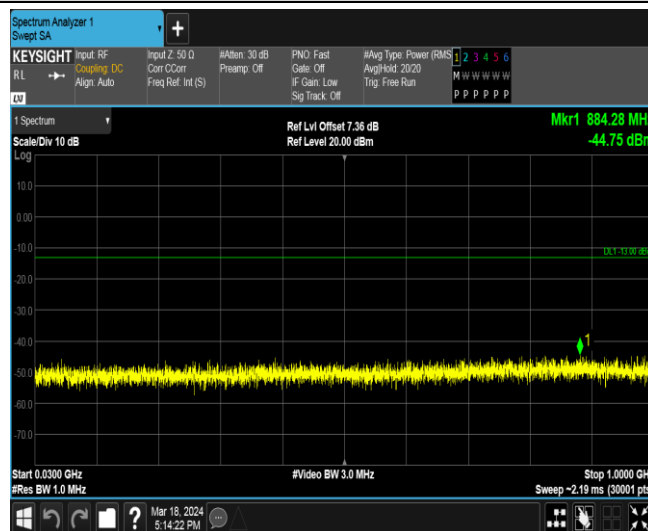 Spectrum Analyzer 1
Swept SA
+
KEYSIGHT
RL
LXI
Input: RF
Coupling: DC
Align: Auto
Input Z: 50 Ω
Corr CCorr
Freq Ref: Int (S)
#Atten: 30 dB
Preamp: Off
PNO: Fast
Gate: Off
IF Gain: Low
Sig Track: Off
#Avg Type: Power (RMS
Avg|Hold: 20/20
Trig: Free Run
1 2 3 4 5 6
M W W W W W
P P P P P P
1 Spectrum
Scale/Div 10 dB
Ref Lvl Offset 7.36 dB
Ref Level 20.00 dBm
Mkr1 884.28 MH
-44.75 dBr
Log
10.0
0.00
-10.0
DL1 -13.00 dB
-20.0
-30.0
-40.0
1
-50.0
-60.0
-70.0
Start 0.0300 GHz
#Video BW 3.0 MHz
Stop 1.0000 GH
#Res BW 1.0 MHz
Sweep ~2.19 ms (30001 pts
?
Mar 18, 2024
5:14:22 PM